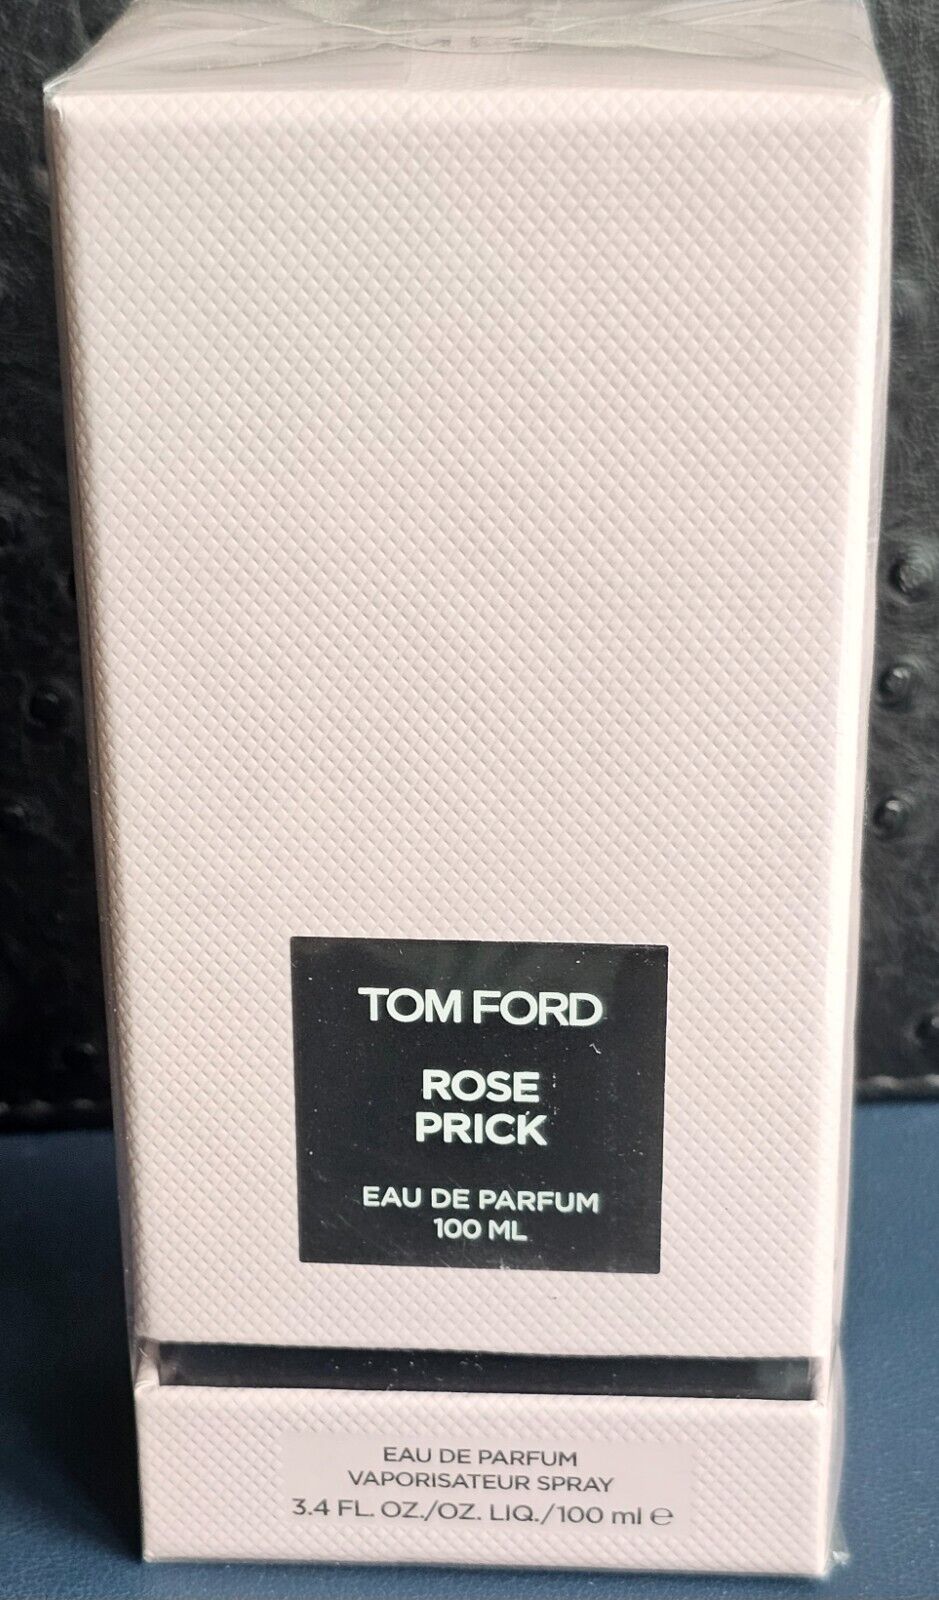 TOM FORD
ROSE
PRICK
EAU DE PARFUM
100 ML
EAU DE PARFUM
VAPORISATEUR SPRAY
3.4 FL. OZ./OZ. LIQ./100 ml ℮